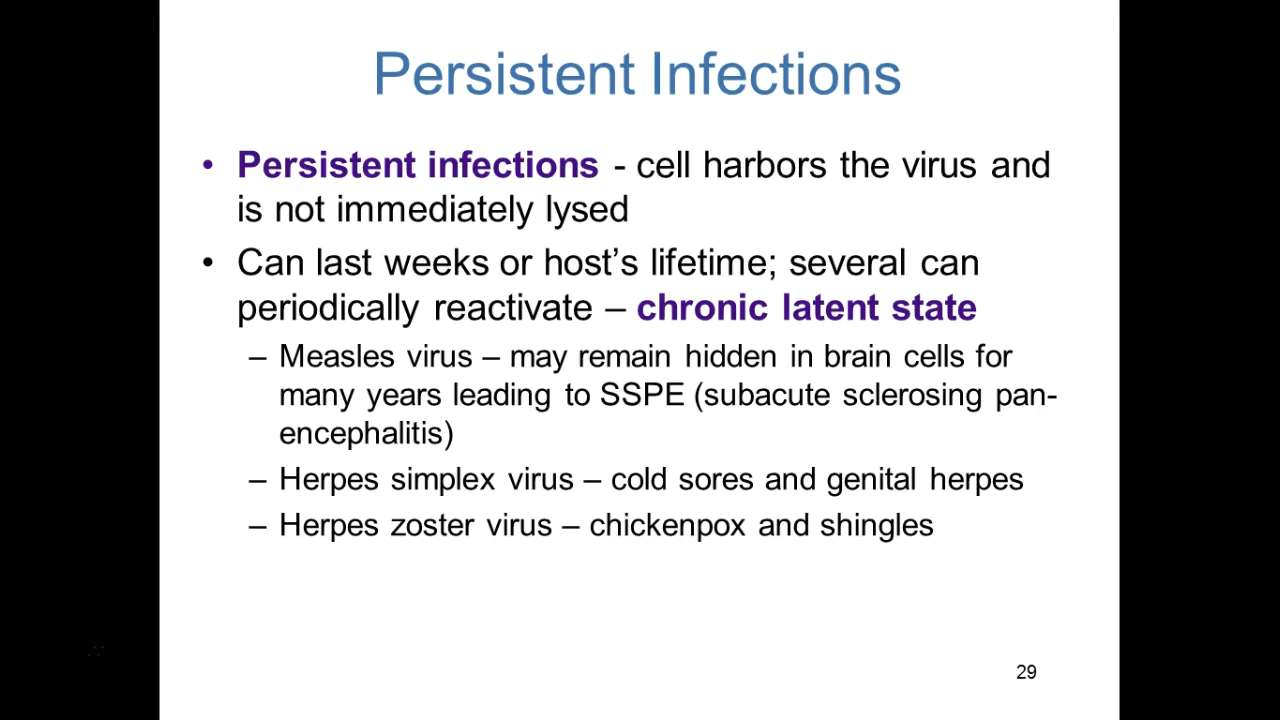 Persistent Infections
• Persistent infections - cell harbors the virus and
is not immediately lysed
• Can last weeks or host’s lifetime; several can
periodically reactivate – chronic latent state
– Measles virus – may remain hidden in brain cells for
many years leading to SSPE (subacute sclerosing pan-
encephalitis)
– Herpes simplex virus – cold sores and genital herpes
– Herpes zoster virus – chickenpox and shingles
29